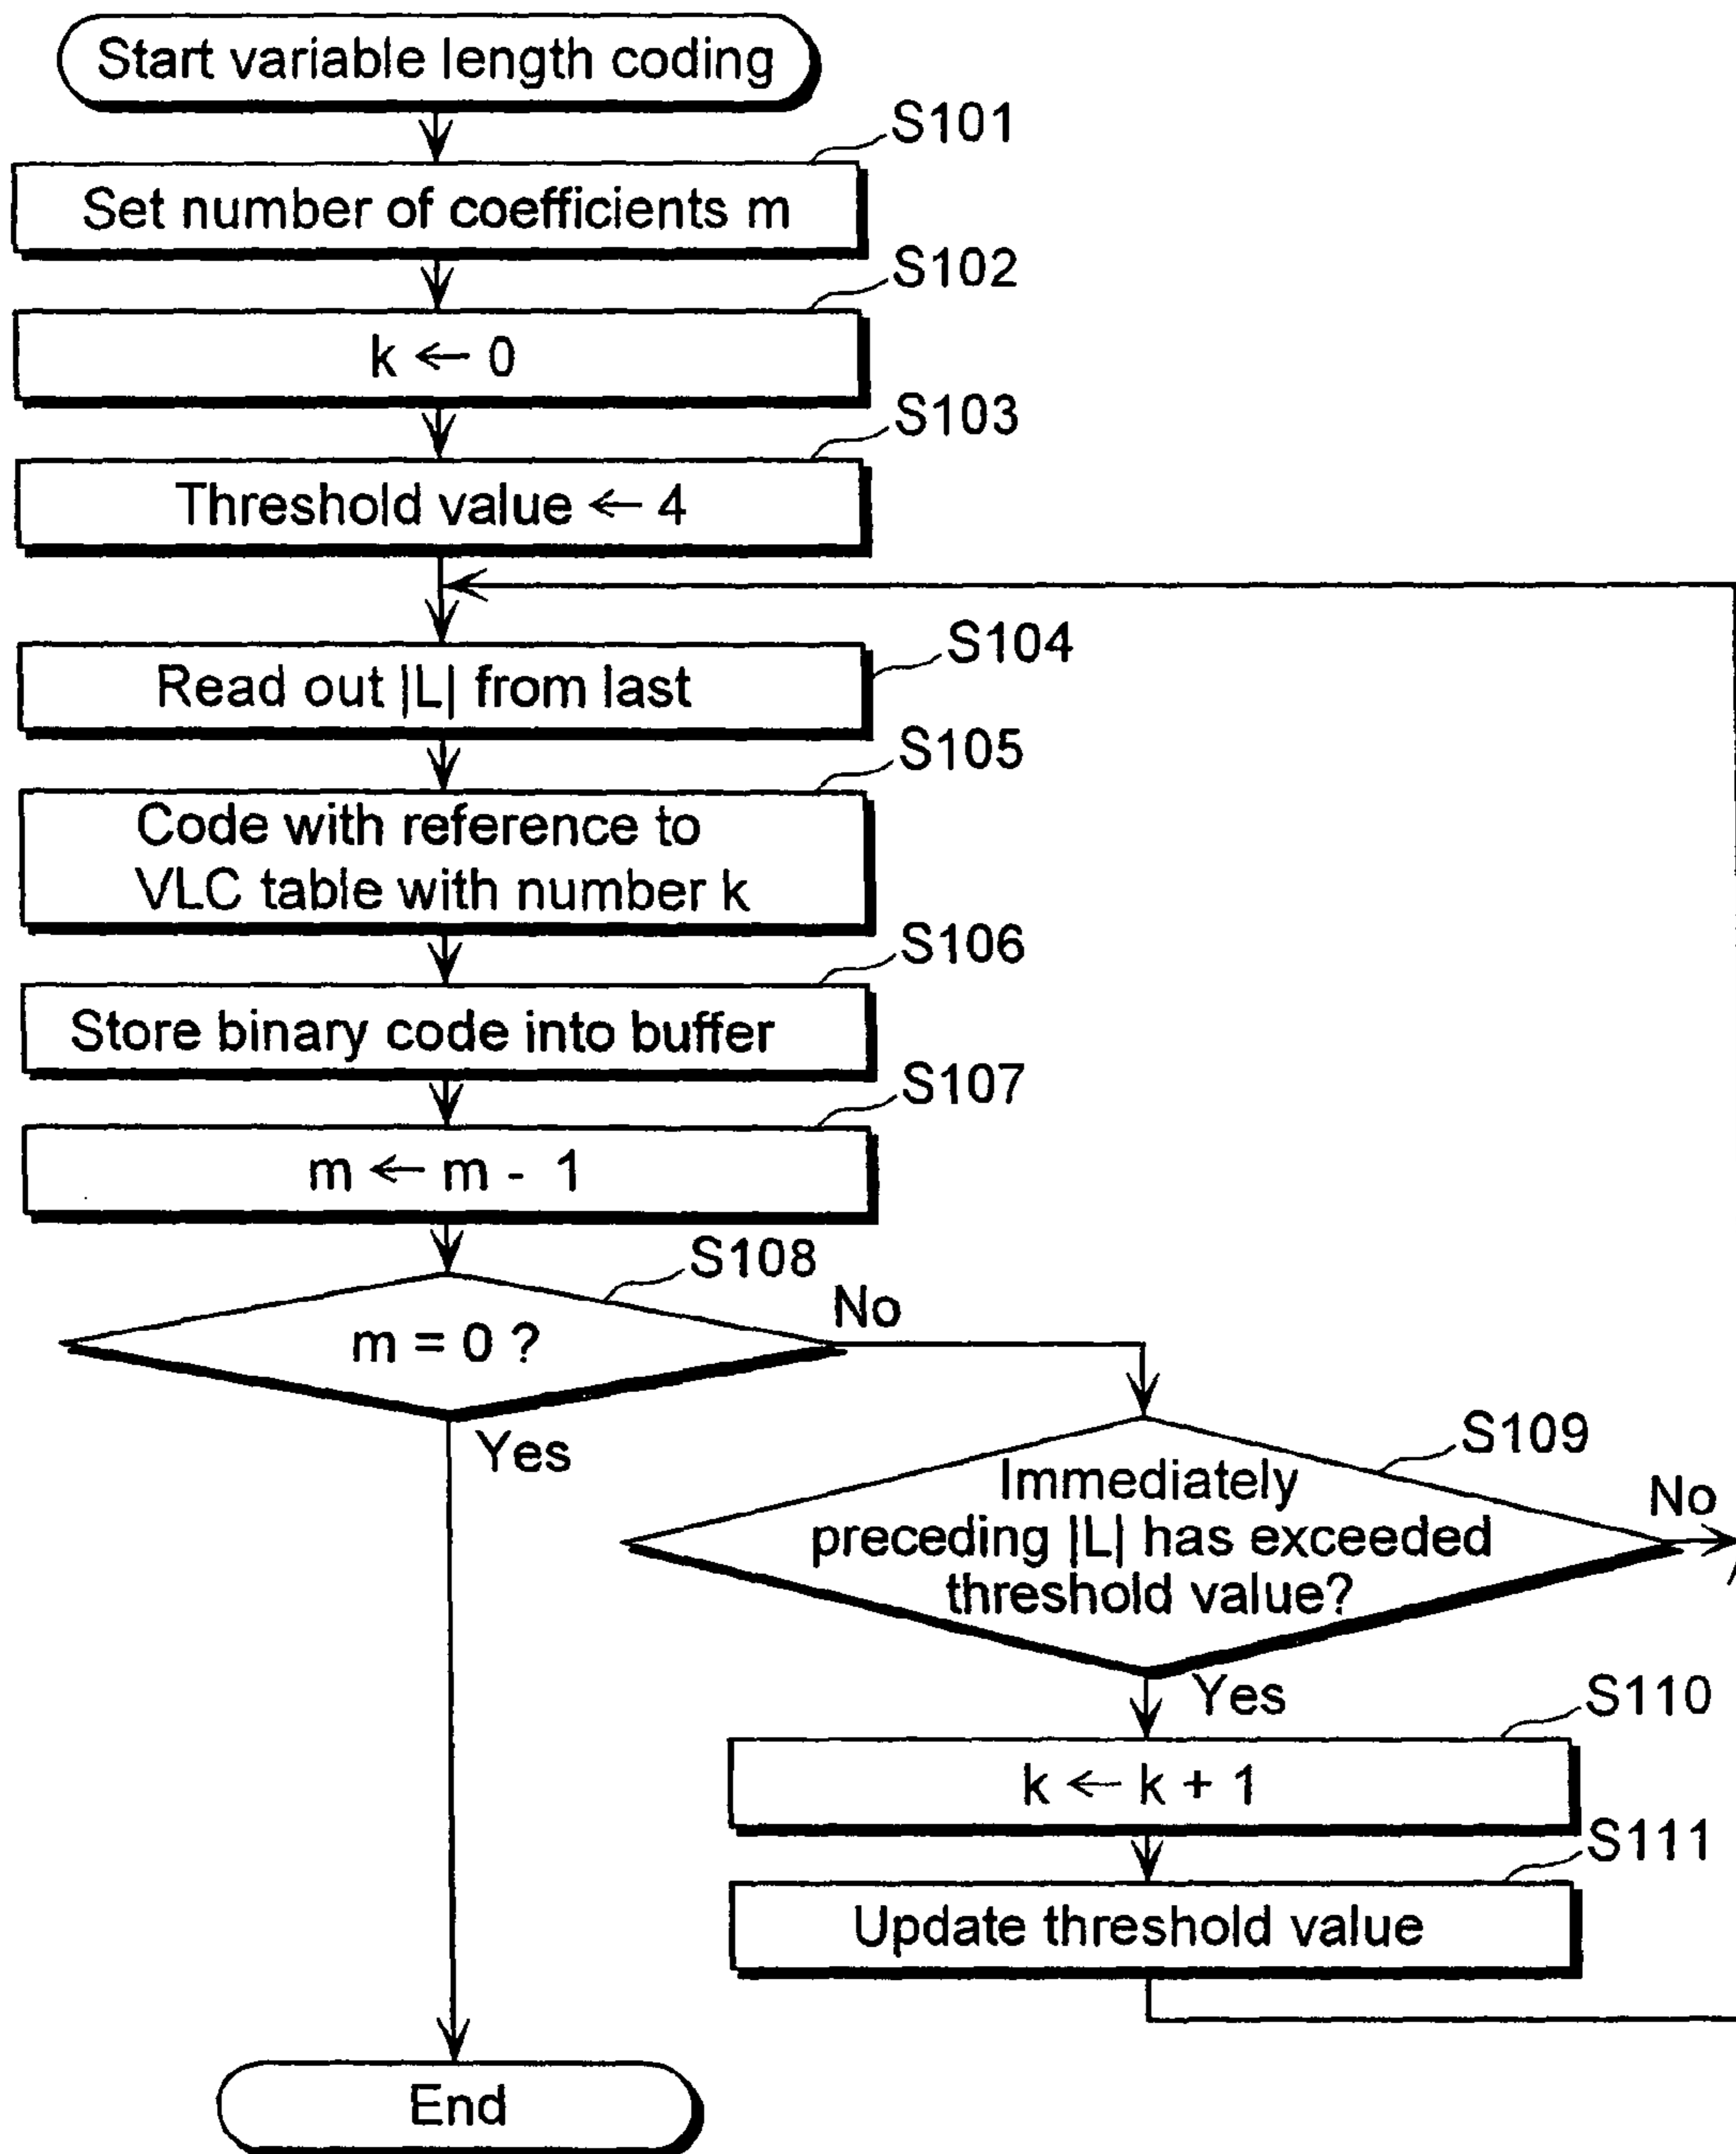 Start variable length coding
S101
Set number of coefficients m
S102
k ← 0
S103
Threshold value ← 4
S104
Read out |L| from last
S105
Code with reference to
VLC table with number k
S106
Store binary code into buffer
S107
m ← m - 1
S108
m = 0 ?
No
Yes
S109
Immediately
preceding |L| has exceeded
threshold value?
No
Yes
S110
k ← k + 1
S111
Update threshold value
End